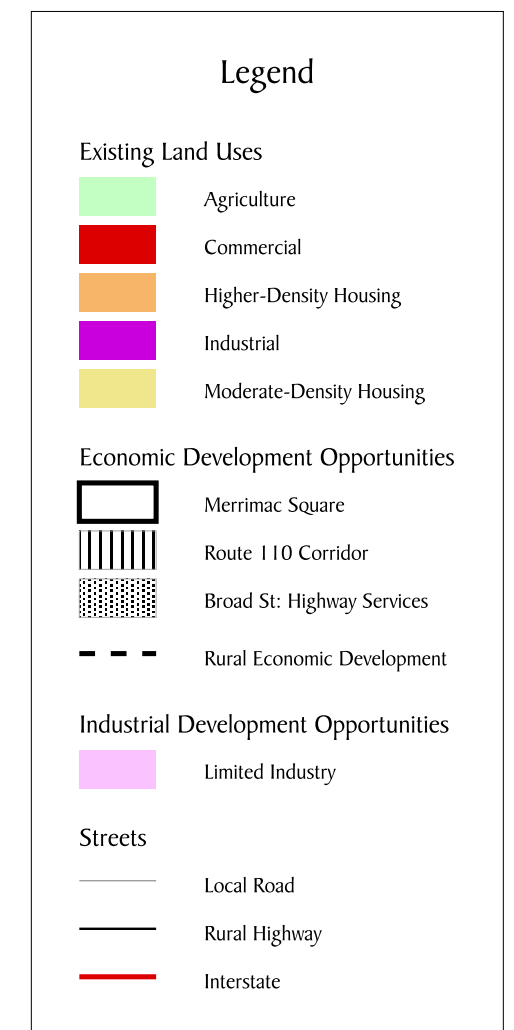 Legend
Existing Land Uses
Agriculture
Commercial
Higher-Density Housing
Industrial
Moderate-Density Housing
Economic Development Opportunities
Merrimac Square
Route 110 Corridor
Broad St: Highway Services
Rural Economic Development
Industrial Development Opportunities
Limited Industry
Streets
Local Road
Rural Highway
Interstate